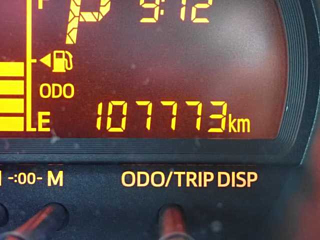 P 9:12
ODO
E 107773km
-:00- M ODO/TRIP DISP